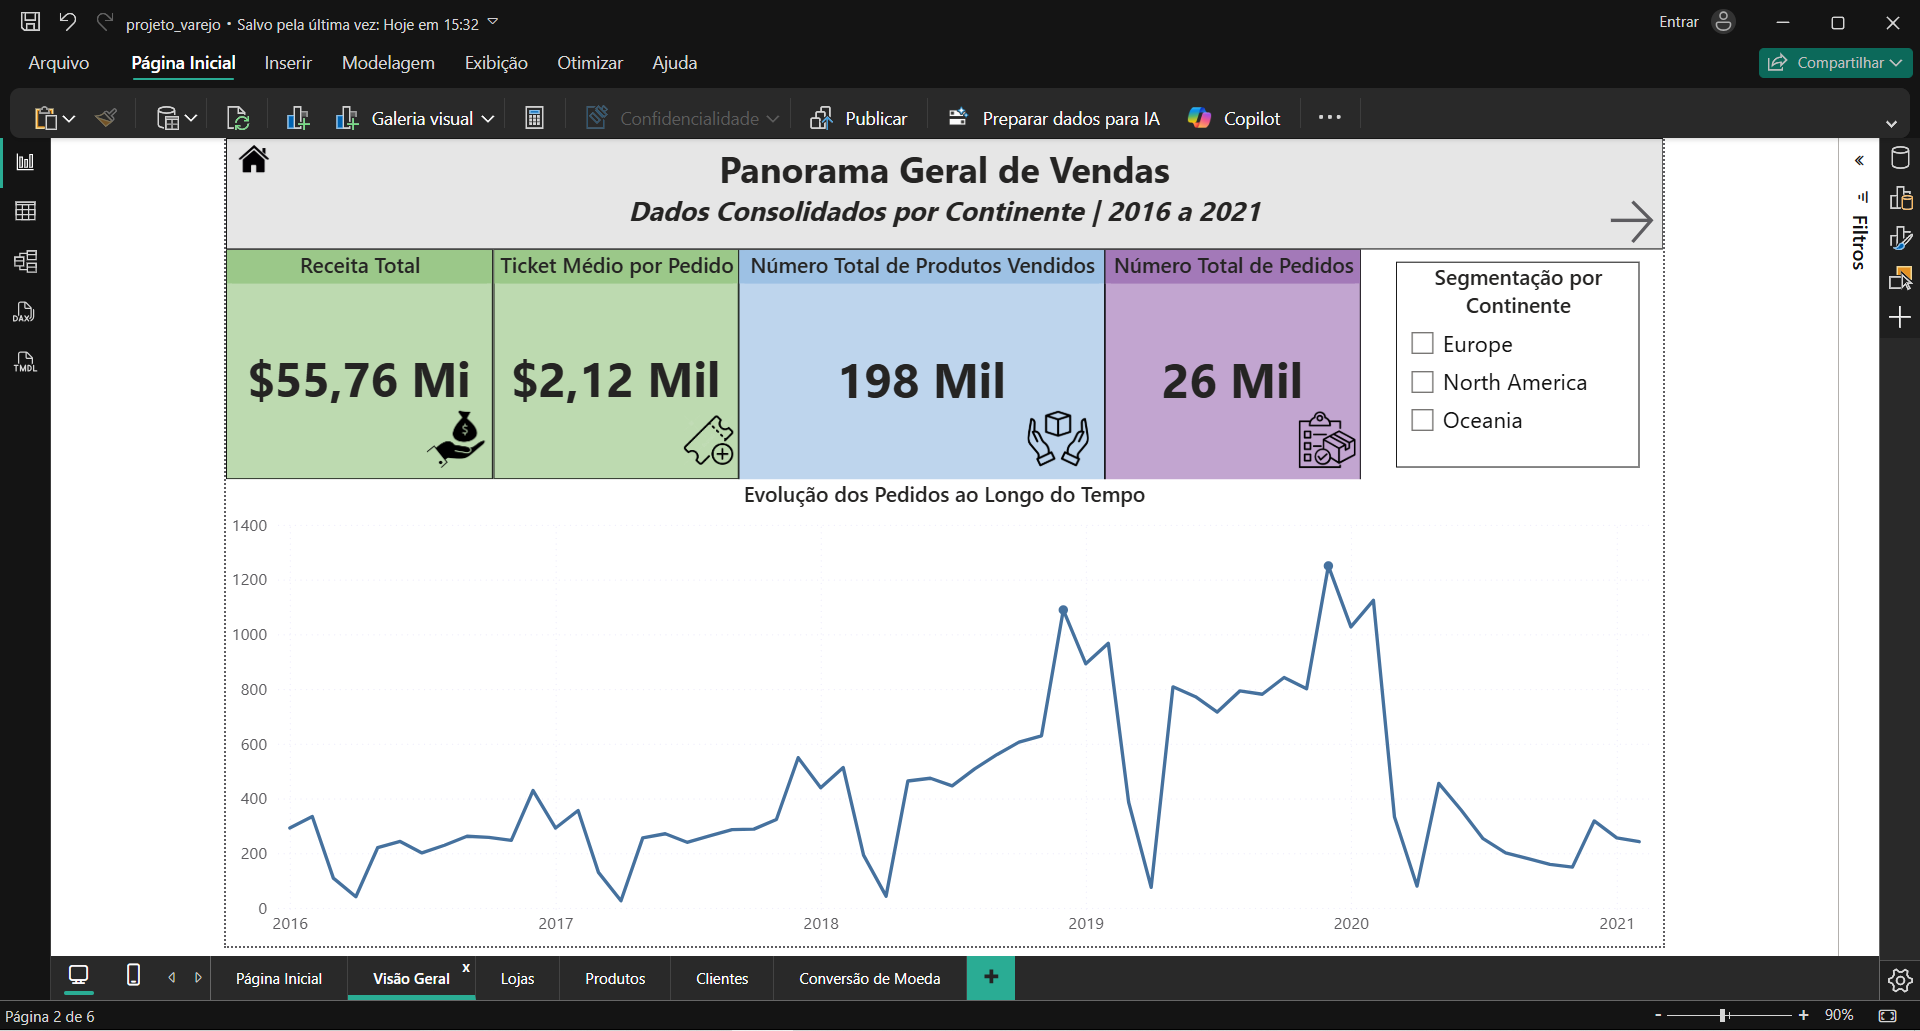 projeto_varejo • Salvo pela última vez: Hoje em 15:32
Entrar
Arquivo
Página Inicial
Inserir
Modelagem
Exibição
Otimizar
Ajuda
Compartilhar
Galeria visual
Confidencialidade
Publicar
Preparar dados para IA
Copilot
DAX
TMDL
Panorama Geral de Vendas
Dados Consolidados por Continente | 2016 a 2021
Filtros
Receita Total
$55,76 Mi
Ticket Médio por Pedido
$2,12 Mil
Número Total de Produtos Vendidos
198 Mil
Número Total de Pedidos
26 Mil
Segmentação por
Continente
Europe
North America
Oceania
Evolução dos Pedidos ao Longo do Tempo
1400
1200
1000
800
600
400
200
0
2016
2017
2018
2019
2020
2021
Página Inicial
Visão Geral
x
Lojas
Produtos
Clientes
Conversão de Moeda
+
Página 2 de 6
- + 90%